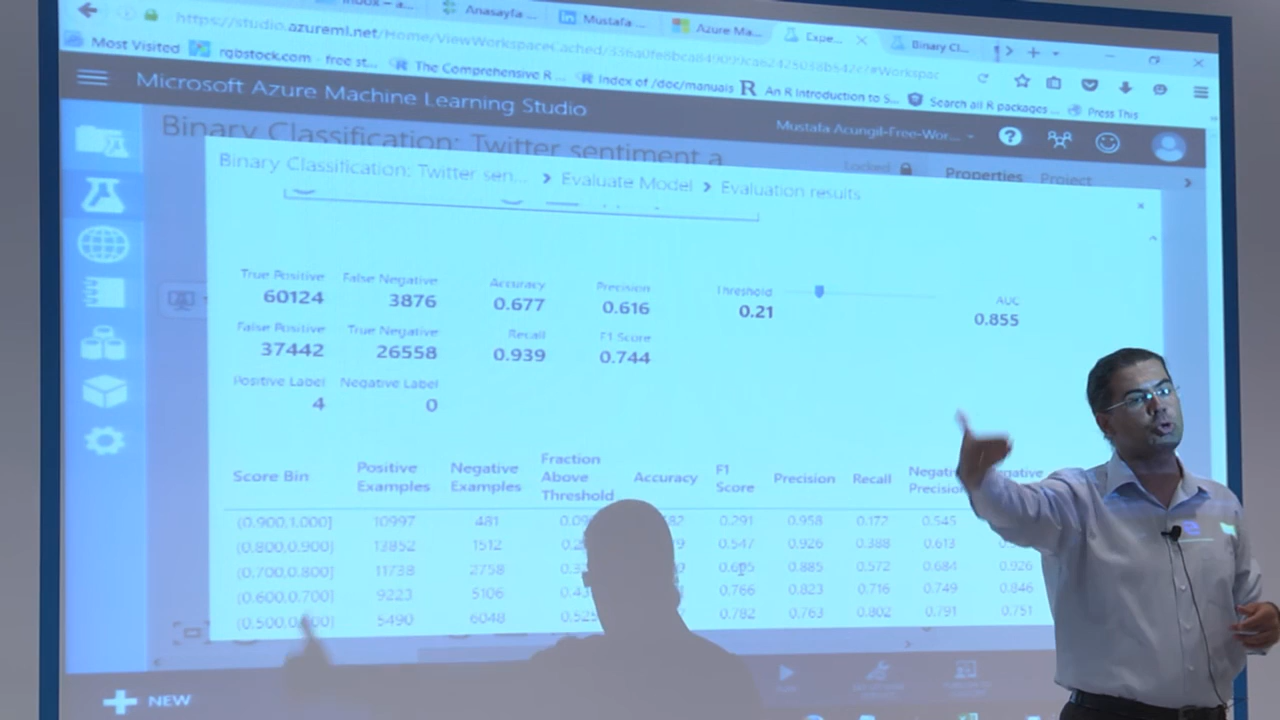 Anasayfa ...
Mustafa ...
Azure Ma...
Expe...
Binary Cl...
https://studio.azureml.net/Home/ViewWorkspaceCached/
Most Visited
rgbstock.com - free st...
The Comprehensive R ...
Index of /doc/manuals
An R Introduction to S...
Search all R packages ...
Press This
Microsoft Azure Machine Learning Studio
Mustafa Acungil-Free-Wor...
Binary Classification: Twitter sentiment a
Locked
Properties
Project
Binary Classification: Twitter sen... > Evaluate Model > Evaluation results
True Positive
60124
False Negative
3876
Accuracy
0.677
Precision
0.616
Threshold
0.21
AUC
0.855
False Positive
37442
True Negative
26558
Recall
0.939
F1 Score
0.744
Positive Label
4
Negative Label
0
Score Bin
Positive Examples
Negative Examples
Fraction Above Threshold
Accuracy
F1 Score
Precision
Recall
(0.900,1.000] 10997 481 0.291 0.958 0.172 0.545
(0.800,0.900] 13852 1512 0.547 0.926 0.388 0.613
(0.700,0.800] 11738 2758 0.885 0.572 0.684 0.926
(0.600,0.700] 9223 5106 0.766 0.823 0.716 0.749 0.846
5490 6048 0.782 0.763 0.802 0.791 0.751
NEW